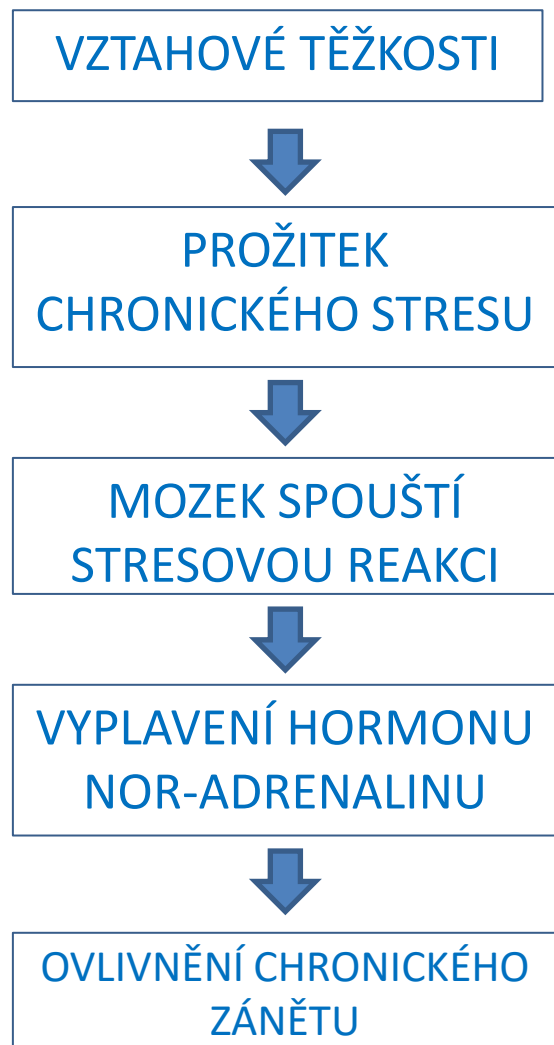 VZTAHOVÉ TĚŽKOSTI
PROŽITEK
CHRONICKÉHO STRESU
MOZEK SPOUŠTÍ
STRESOVOU REAKCI
VYPLAVENÍ HORMONU
NOR-ADRENALINU
OVLIVNĚNÍ CHRONICKÉHO
ZÁNĚTU